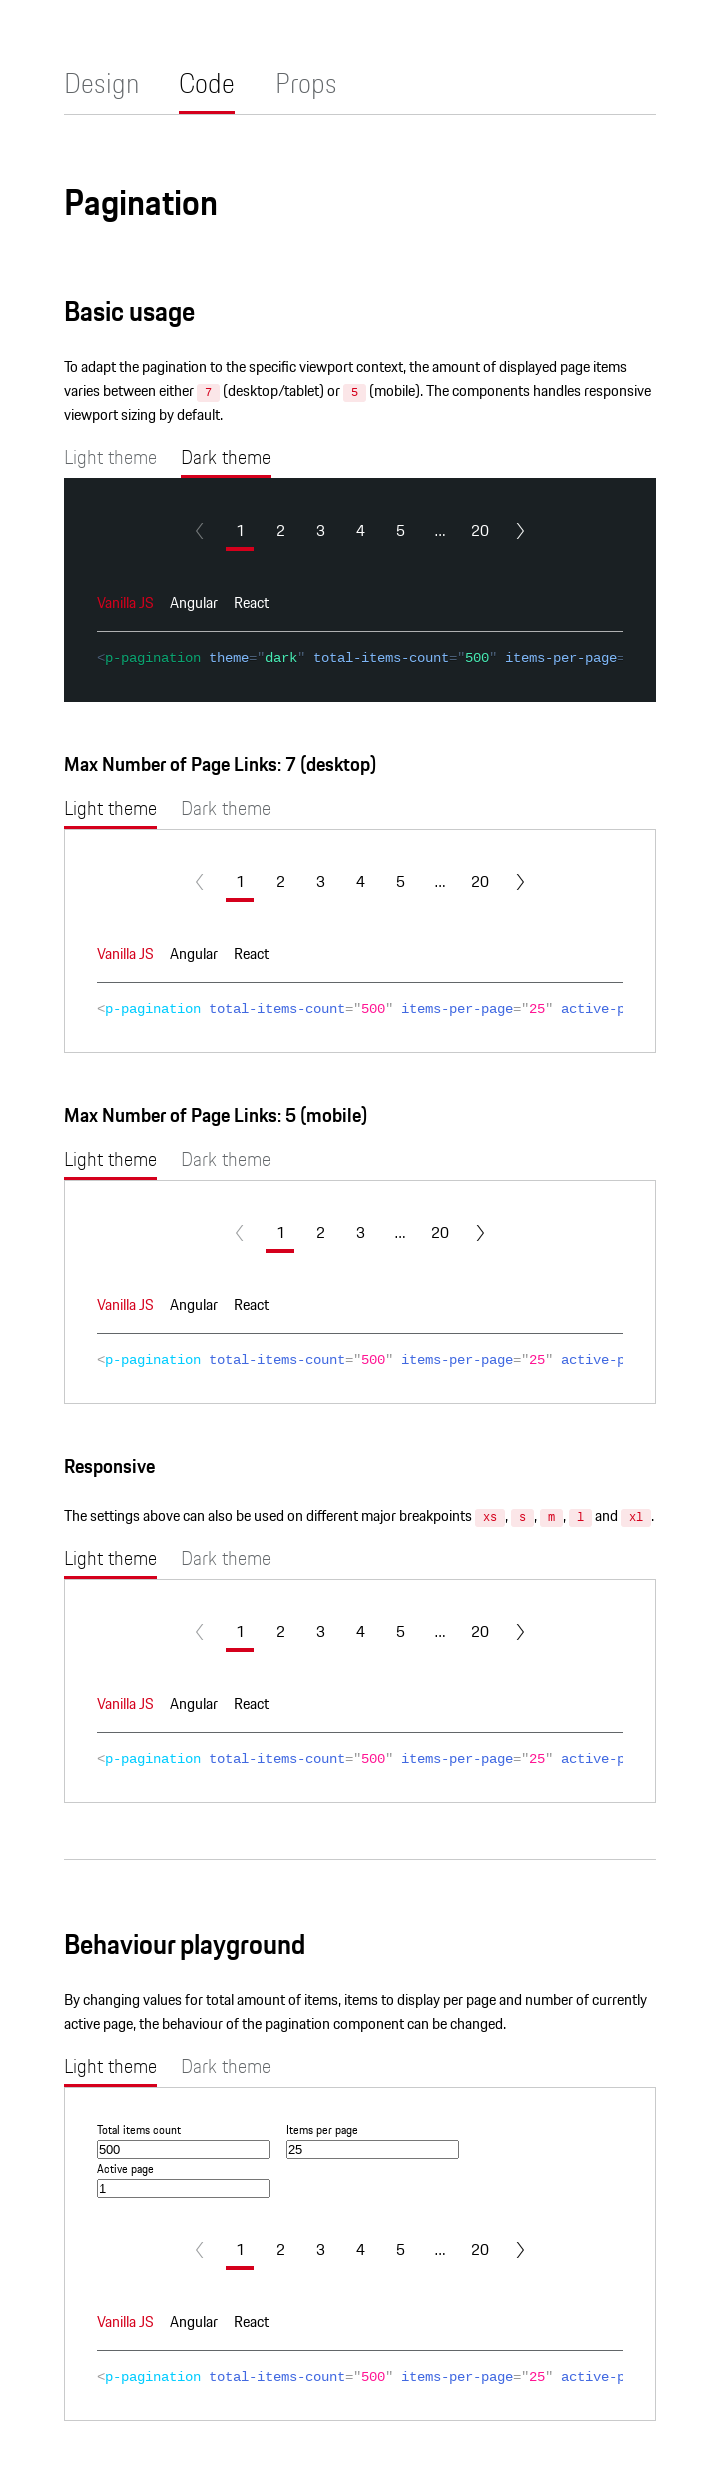 Design Code Props
Pagination
Basic usage
To adapt the pagination to the specific viewport context, the amount of displayed page items
varies between either 7 (desktop/tablet) or 5 (mobile). The components handles responsive
viewport sizing by default.
Light theme Dark theme
1 2 3 4 5 ... 20
Vanilla JS Angular React
<p-pagination theme="dark" total-items-count="500" items-per-page=
Max Number of Page Links: 7 (desktop)
Light theme Dark theme
1 2 3 4 5 ... 20
Vanilla JS Angular React
<p-pagination total-items-count="500" items-per-page="25" active-p
Max Number of Page Links: 5 (mobile)
Light theme Dark theme
1 2 3 ... 20
Vanilla JS Angular React
<p-pagination total-items-count="500" items-per-page="25" active-p
Responsive
The settings above can also be used on different major breakpoints xs, s, m, l and xl.
Light theme Dark theme
1 2 3 4 5 ... 20
Vanilla JS Angular React
<p-pagination total-items-count="500" items-per-page="25" active-p
Behaviour playground
By changing values for total amount of items, items to display per page and number of currently
active page, the behaviour of the pagination component can be changed.
Light theme Dark theme
Total items count Items per page
500 25
Active page
1
1 2 3 4 5 ... 20
Vanilla JS Angular React
<p-pagination total-items-count="500" items-per-page="25" active-p